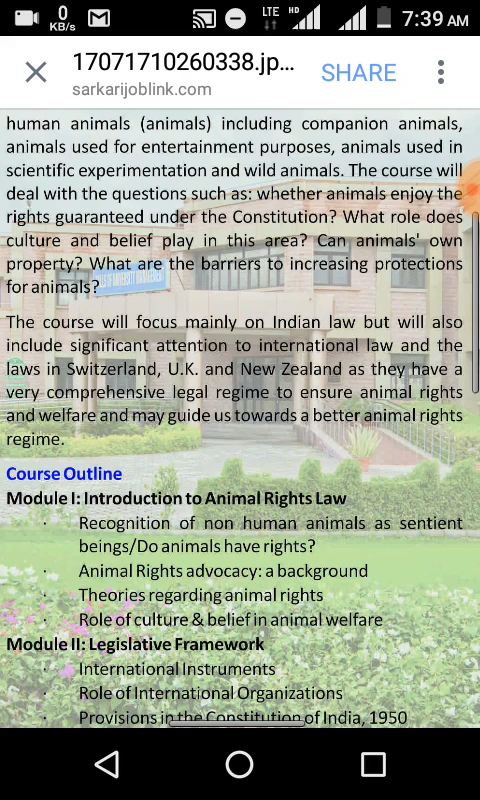 0
KB/s
LTE
HD
7:39 AM
17071710260338.jp...
SHARE
sarkarijoblink.com
human animals (animals) including companion animals,
animals used for entertainment purposes, animals used in
scientific experimentation and wild animals. The course will
deal with the questions such as: whether animals enjoy the
rights guaranteed under the Constitution? What role does
culture and belief play in this area? Can animals' own
property? What are the barriers to increasing protections
for animals?
The course will focus mainly on Indian law but will also
include significant attention to international law and the
laws in Switzerland, U.K. and New Zealand as they have a
very comprehensive legal regime to ensure animal rights
and welfare and may guide us towards a better animal rights
regime.
Course Outline
Module I: Introduction to Animal Rights Law
· Recognition of non human animals as sentient
beings/Do animals have rights?
· Animal Rights advocacy: a background
· Theories regarding animal rights
· Role of culture & belief in animal welfare
Module II: Legislative Framework
· International Instruments
· Role of International Organizations
· Provisions in the Constitution of India, 1950